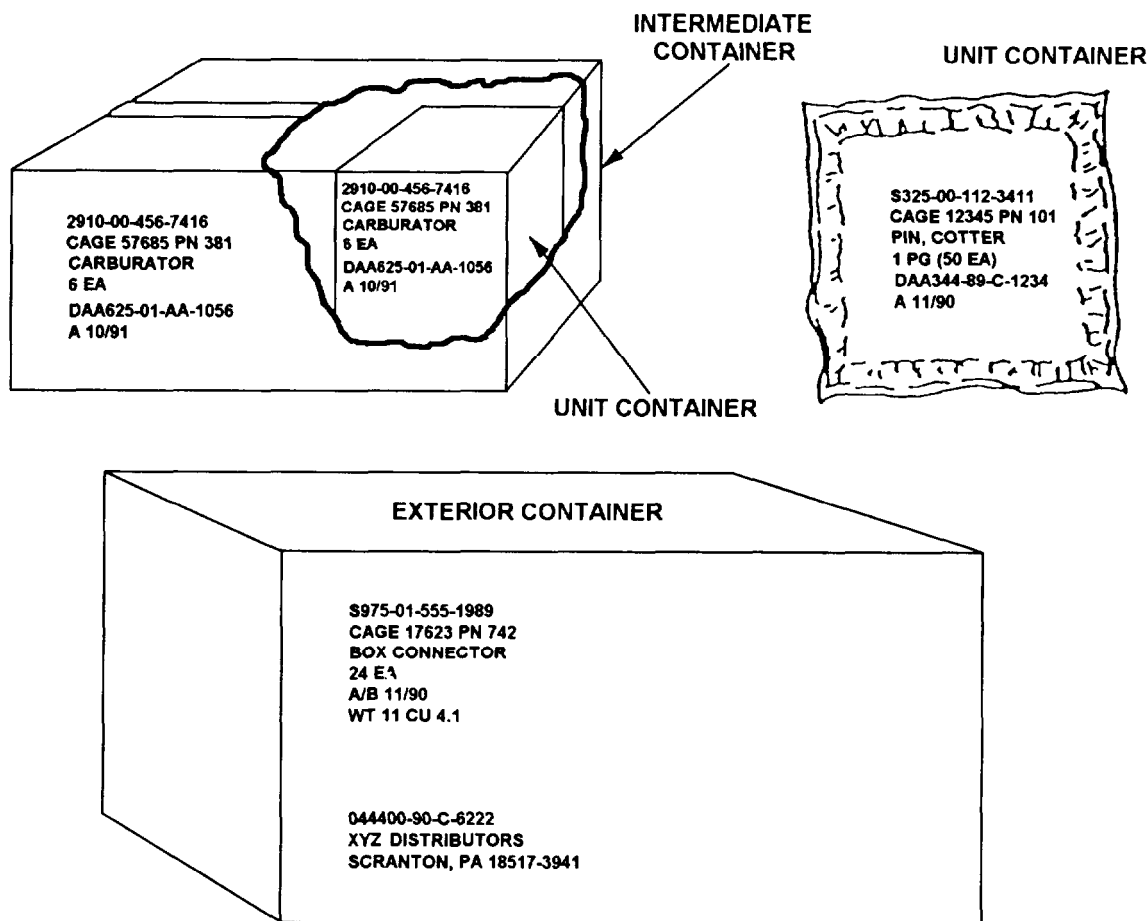 INTERMEDIATE
CONTAINER
UNIT CONTAINER
2910-00-456-7416
CAGE 57685 PN 381
CARBURATOR
6 EA
DAA625-01-AA-1056
A 10/91
2910-00-456-7416
CAGE 57685 PN 381
CARBURATOR
6 EA
DAA625-01-AA-1056
A 10/91
S325-00-112-3411
CAGE 12345 PN 101
PIN, COTTER
1 PG (50 EA)
DAA344-89-C-1234
A 11/90
UNIT CONTAINER
EXTERIOR CONTAINER
S975-01-555-1989
CAGE 17623 PN 742
BOX CONNECTOR
24 EA
A/B 11/90
WT 11 CU 4.1
044400-90-C-6222
XYZ DISTRIBUTORS
SCRANTON, PA 18517-3941